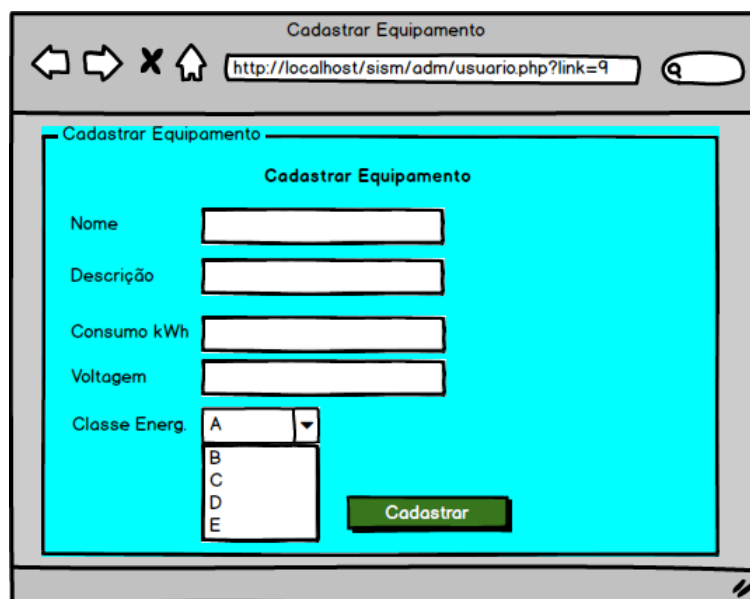 Cadastrar Equipamento
http://localhost/sism/adm/usuario.php?link=9
Cadastrar Equipamento
Cadastrar Equipamento
Nome
Descrição
Consumo kWh
Voltagem
Classe Energ. A
B
C
D
E
Cadastrar